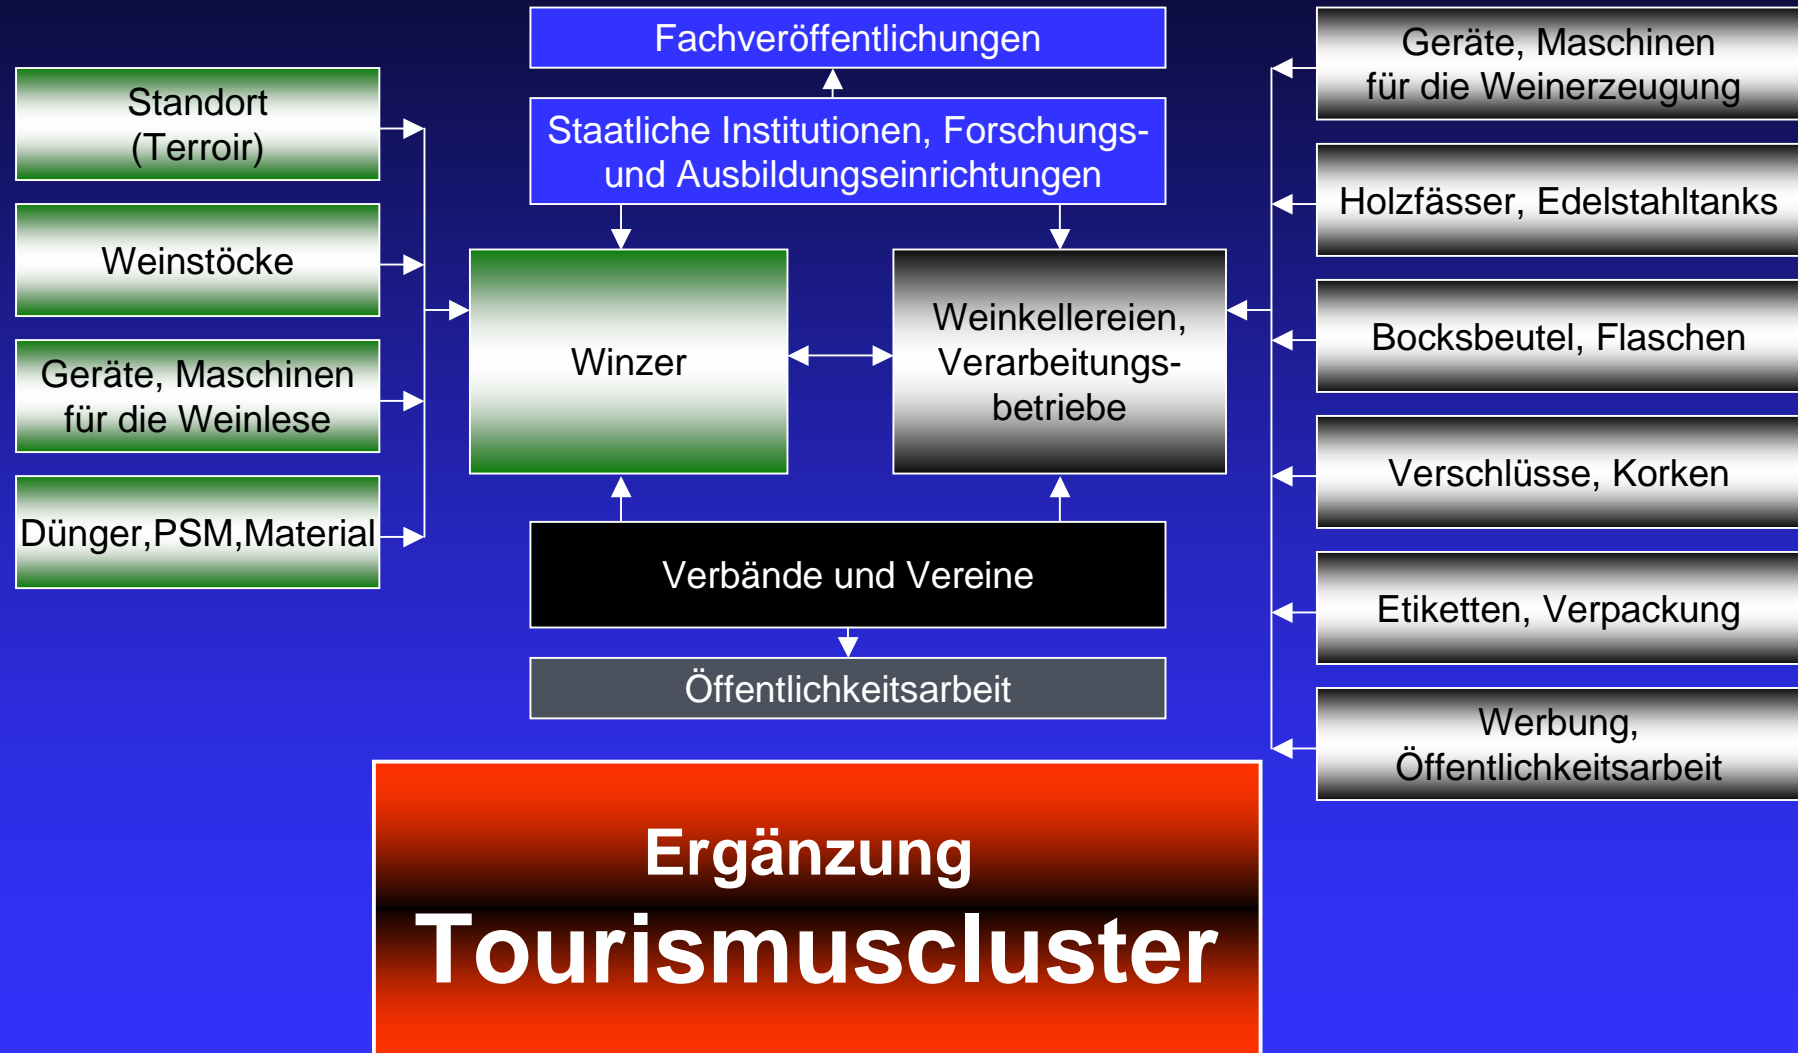 Fachveröffentlichungen
Staatliche Institutionen, Forschungs-
und Ausbildungseinrichtungen
Standort
(Terroir)
Weinstöcke
Geräte, Maschinen
für die Weinlese
Dünger,PSM,Material
Winzer
Weinkellereien,
Verarbeitungs-
betriebe
Verbände und Vereine
Öffentlichkeitsarbeit
Geräte, Maschinen
für die Weinerzeugung
Holzfässer, Edelstahltanks
Bocksbeutel, Flaschen
Verschlüsse, Korken
Etiketten, Verpackung
Werbung,
Öffentlichkeitsarbeit
Ergänzung
Tourismuscluster